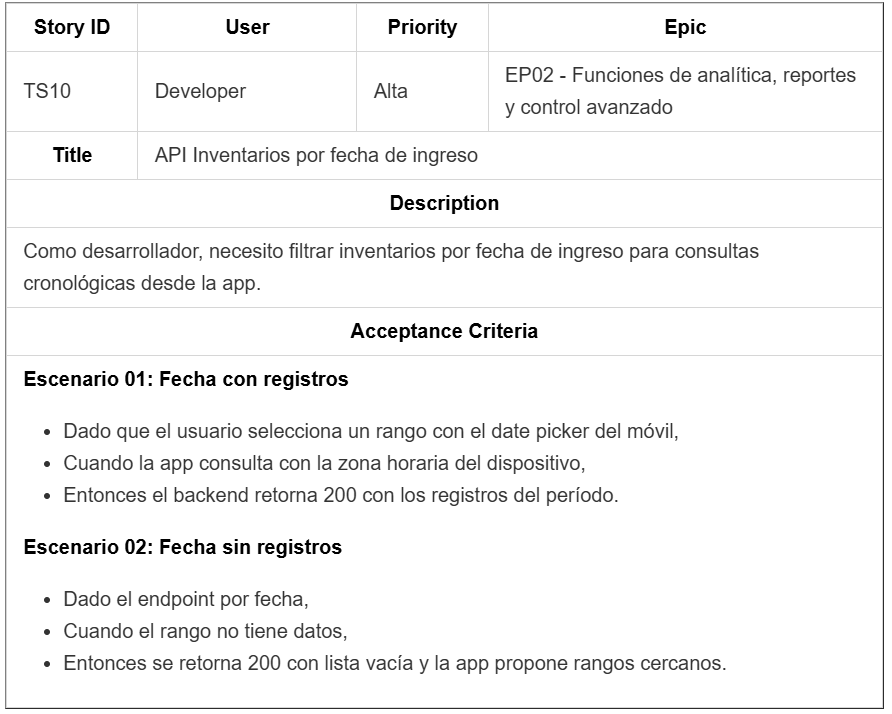 Story ID User Priority Epic
TS10 Developer Alta EP02 - Funciones de analítica, reportes
y control avanzado
Title API Inventarios por fecha de ingreso
Description
Como desarrollador, necesito filtrar inventarios por fecha de ingreso para consultas
cronológicas desde la app.
Acceptance Criteria
Escenario 01: Fecha con registros
• Dado que el usuario selecciona un rango con el date picker del móvil,
• Cuando la app consulta con la zona horaria del dispositivo,
• Entonces el backend retorna 200 con los registros del período.
Escenario 02: Fecha sin registros
• Dado el endpoint por fecha,
• Cuando el rango no tiene datos,
• Entonces se retorna 200 con lista vacía y la app propone rangos cercanos.